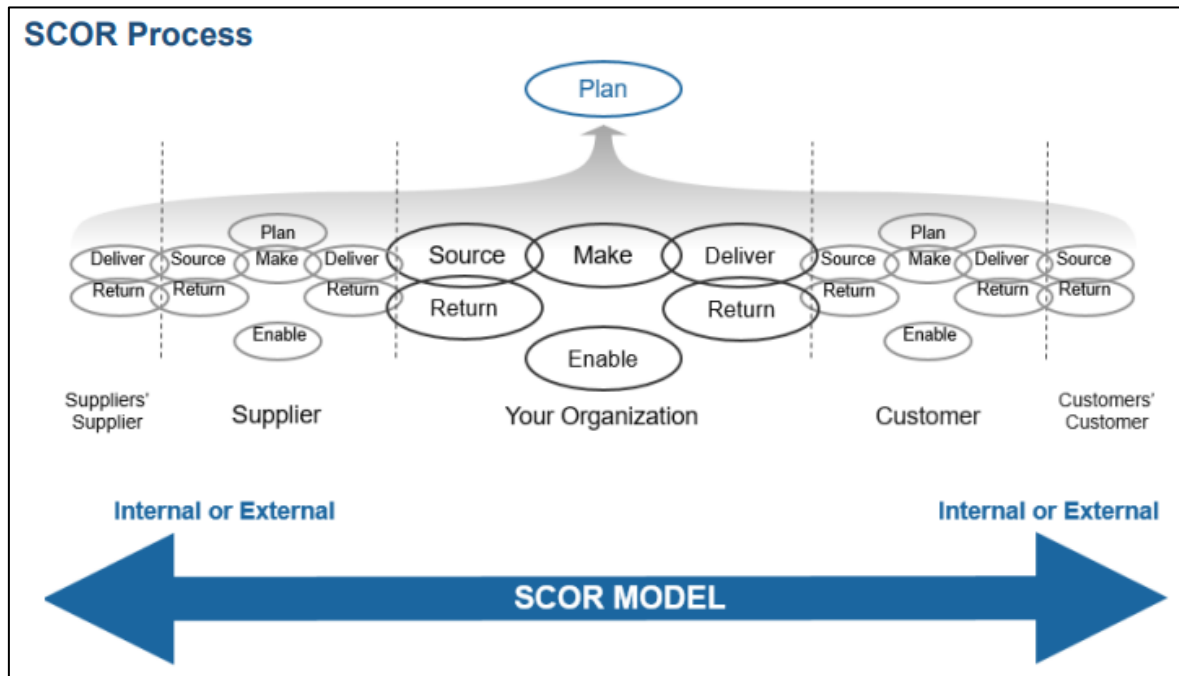 SCOR Process
Plan
Plan
Plan
Deliver
Source
Make
Deliver
Source
Make
Deliver
Source
Make
Deliver
Source
Return
Return
Return
Return
Return
Return
Return
Return
Enable
Enable
Enable
Suppliers'
Supplier
Supplier
Your Organization
Customer
Customers'
Customer
Internal or External
Internal or External
SCOR MODEL